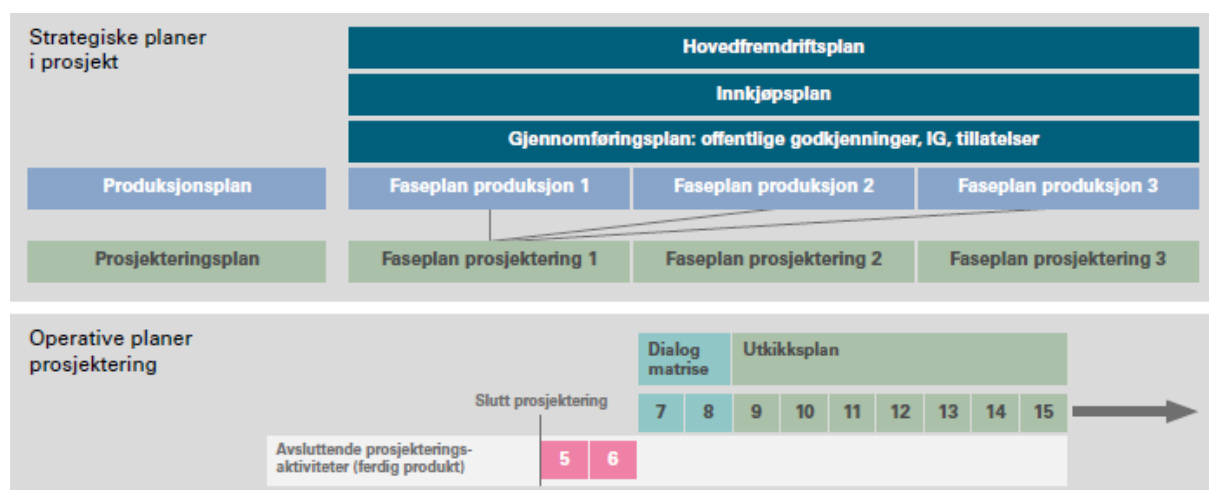 Strategiske planer
i prosjekt
Hovedfremdriftsplan
Innkjøpsplan
Gjennomføringsplan: offentlige godkjenninger, IG, tillatelser
Produksjonsplan
Faseplan produksjon 1
Faseplan produksjon 2
Faseplan produksjon 3
Prosjekteringsplan
Faseplan prosjektering 1
Faseplan prosjektering 2
Faseplan prosjektering 3
Operative planer
prosjektering
Dialog
matrise
Utkikksplan
Slutt prosjektering
7 8 9 10 11 12 13 14 15
Avsluttende prosjekterings-
aktiviteter (ferdig produkt)
5 6